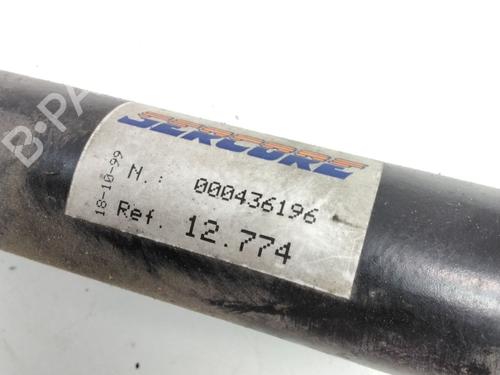 SERCORE
18-10-99
N.: 000436196
Ref. 12.774
B-PA